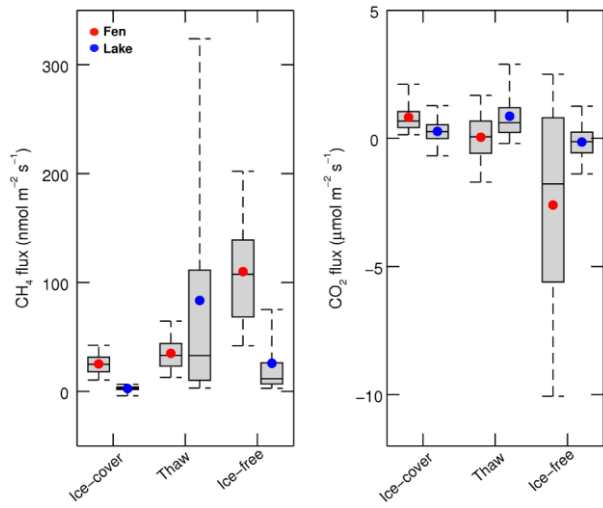 Fen
Lake
300
200
100
0
CH₄ flux (nmol m⁻² s⁻¹)
Ice−cover
Thaw
Ice−free
5
0
−5
−10
CO₂ flux (μmol m⁻² s⁻¹)
Ice−cover
Thaw
Ice−free